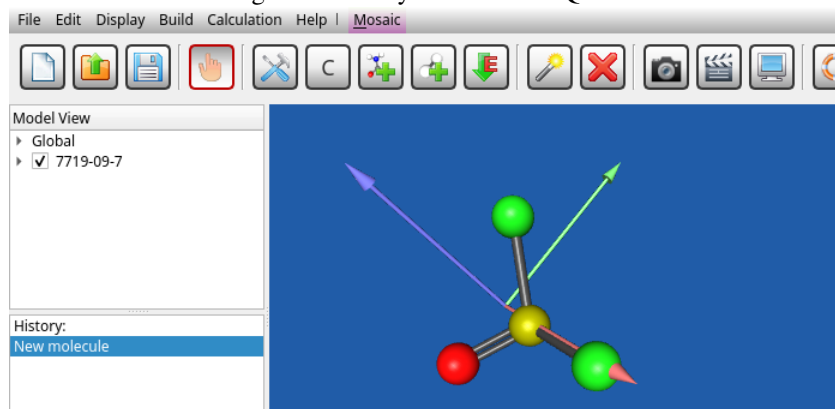 File Edit Display Build Calculation Help | Mosaic
C
E
Model View
Global
7719-09-7
History:
New molecule